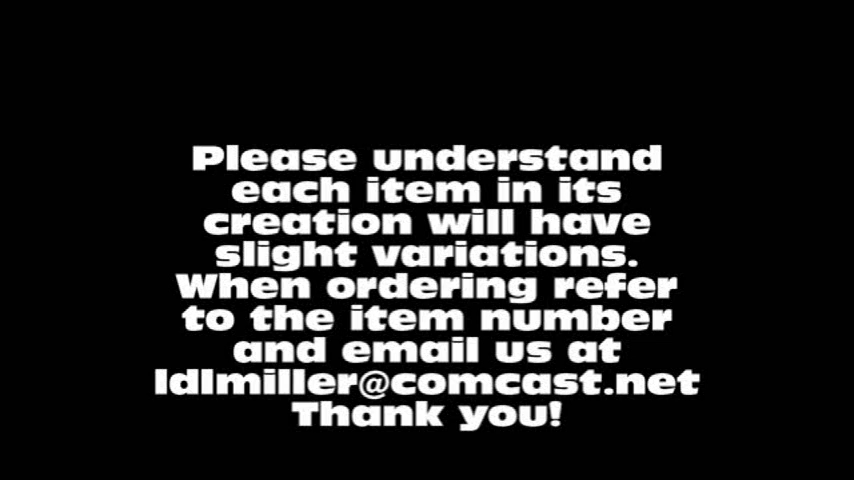 Please understand
each item in its
creation will have
slight variations.
When ordering refer
to the item number
and email us at
ldlmiller@comcast.net
Thank you!